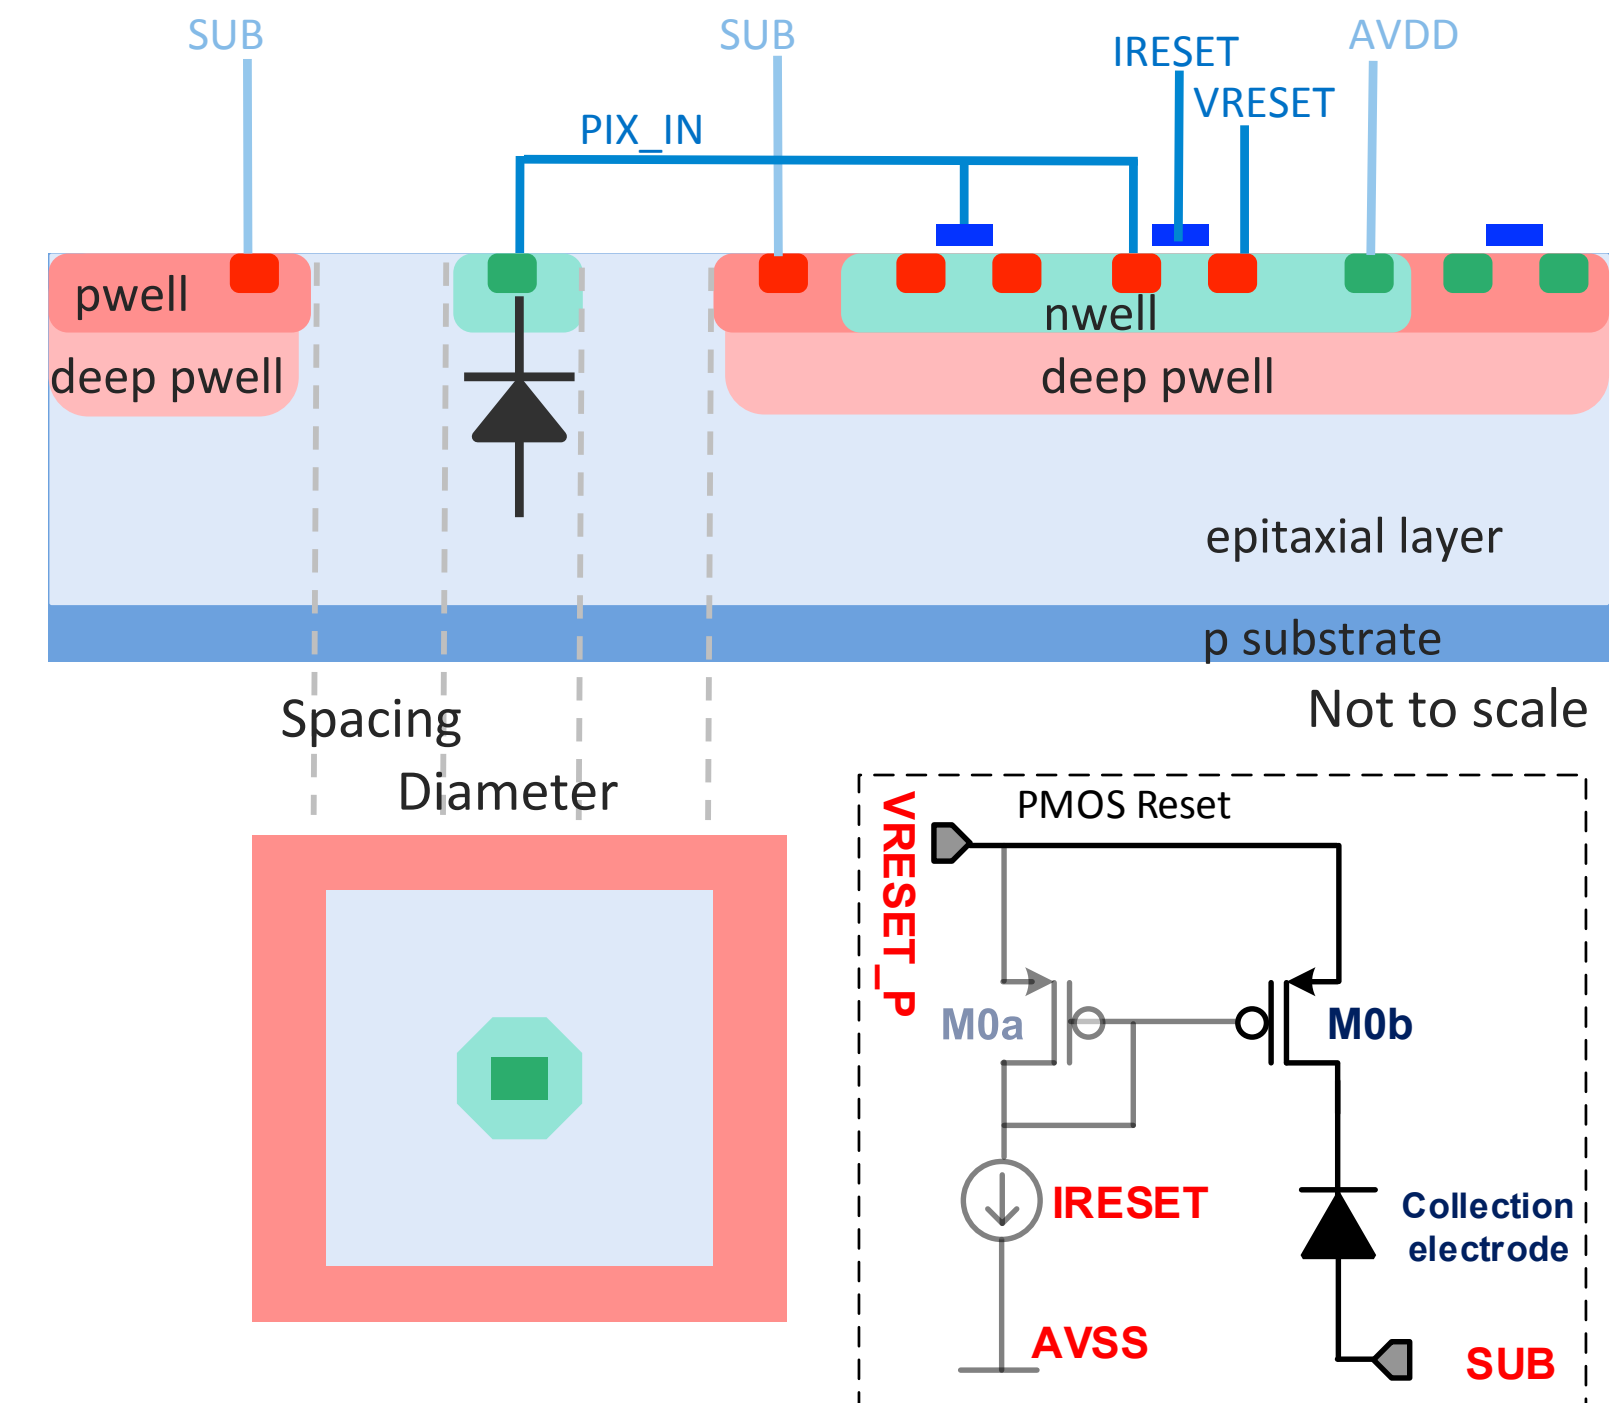 SUB
SUB
AVDD
IRESET
VRESET
PIX_IN
pwell
nwell
deep pwell
deep pwell
epitaxial layer
p substrate
Spacing
Not to scale
Diameter
PMOS Reset
VRESET_P
M0a
M0b
IRESET
Collection
electrode
AVSS
SUB